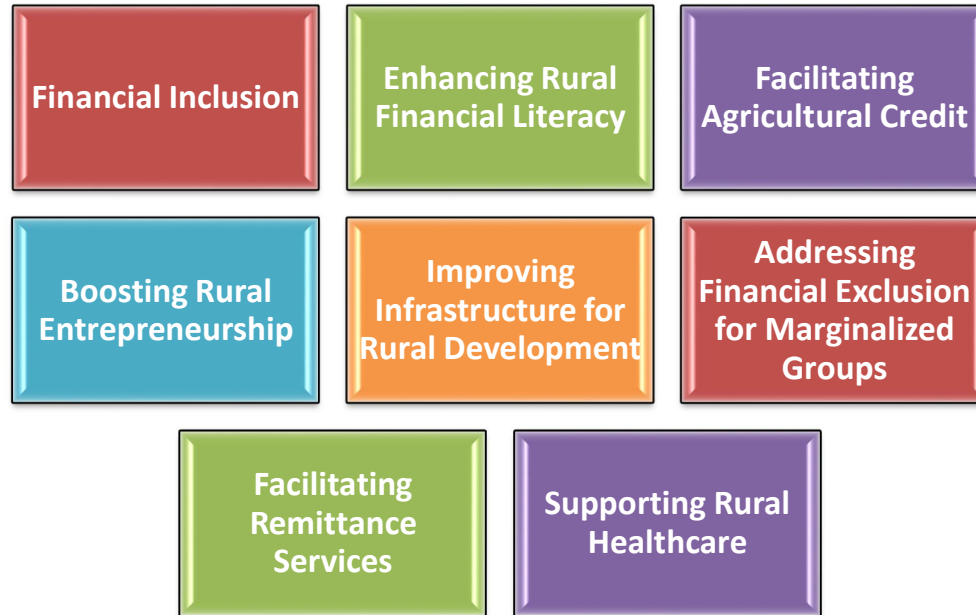 Financial Inclusion
Enhancing Rural
Financial Literacy
Facilitating
Agricultural Credit
Boosting Rural
Entrepreneurship
Improving
Infrastructure for
Rural Development
Addressing
Financial Exclusion
for Marginalized
Groups
Facilitating
Remittance
Services
Supporting Rural
Healthcare